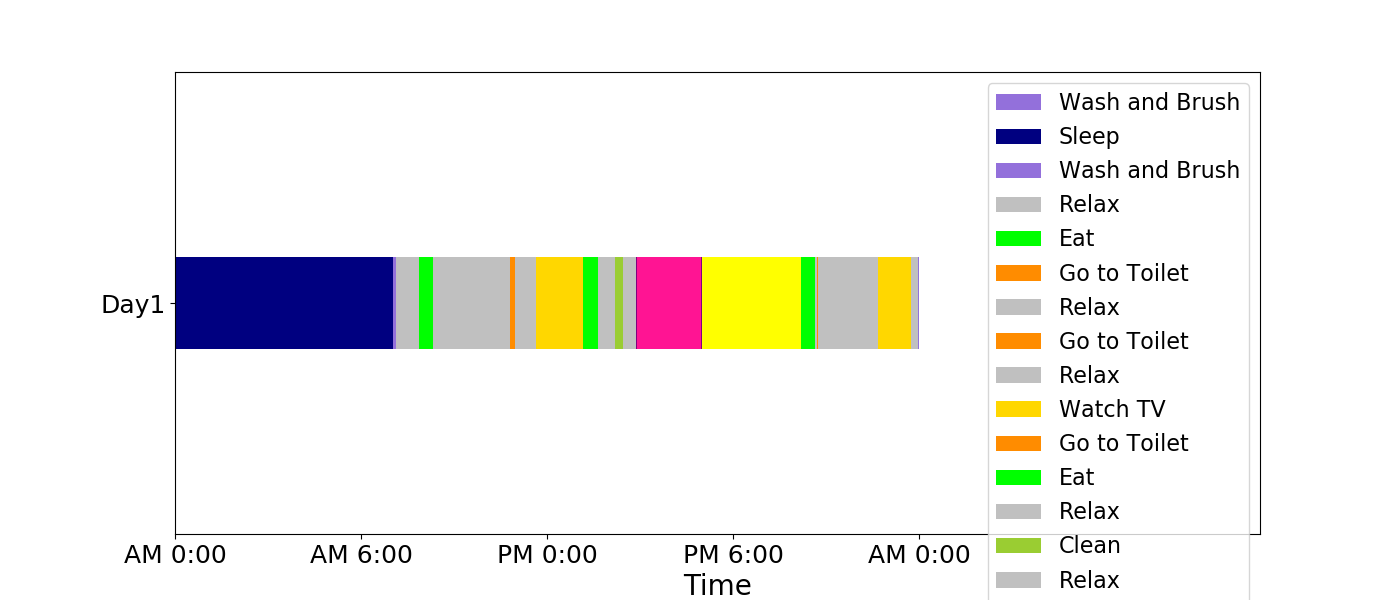 Wash and Brush
Sleep
Wash and Brush
Relax
Eat
Go to Toilet
Relax
Day1
Go to Toilet
Relax
Watch TV
Go to Toilet
Eat
Relax
Clean
AM 0:00 AM 6:00 PM 0:00 PM 6:00 AM 0:00
Relax
Time